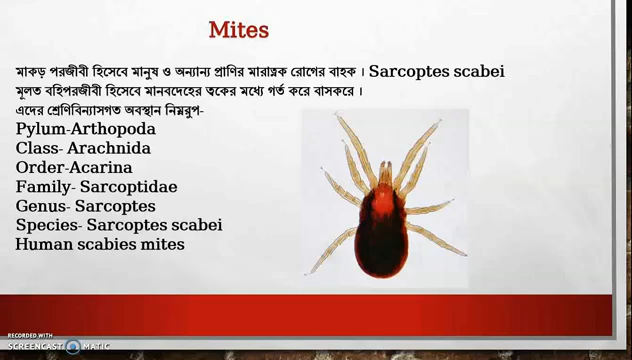 Mites
মাকড় পরজীবী হিসেবে মানুষ ও অন্যান্য প্রাণির মারাত্নক রোগের বাহক । Sarcoptes scabei
মূলত বহিপরজীবী হিসেবে মানবদেহের ত্বকের মধ্যে গর্ত করে বাসকরে ।
এদের শ্রেণিবিন্যাসগত অবস্থান নিম্নরুপ-
Pylum-Arthopoda
Class- Arachnida
Order-Acarina
Family- Sarcoptidae
Genus- Sarcoptes
Species- Sarcoptes scabei
Human scabies mites
RECORDED WITH
SCREENCAST MATIC